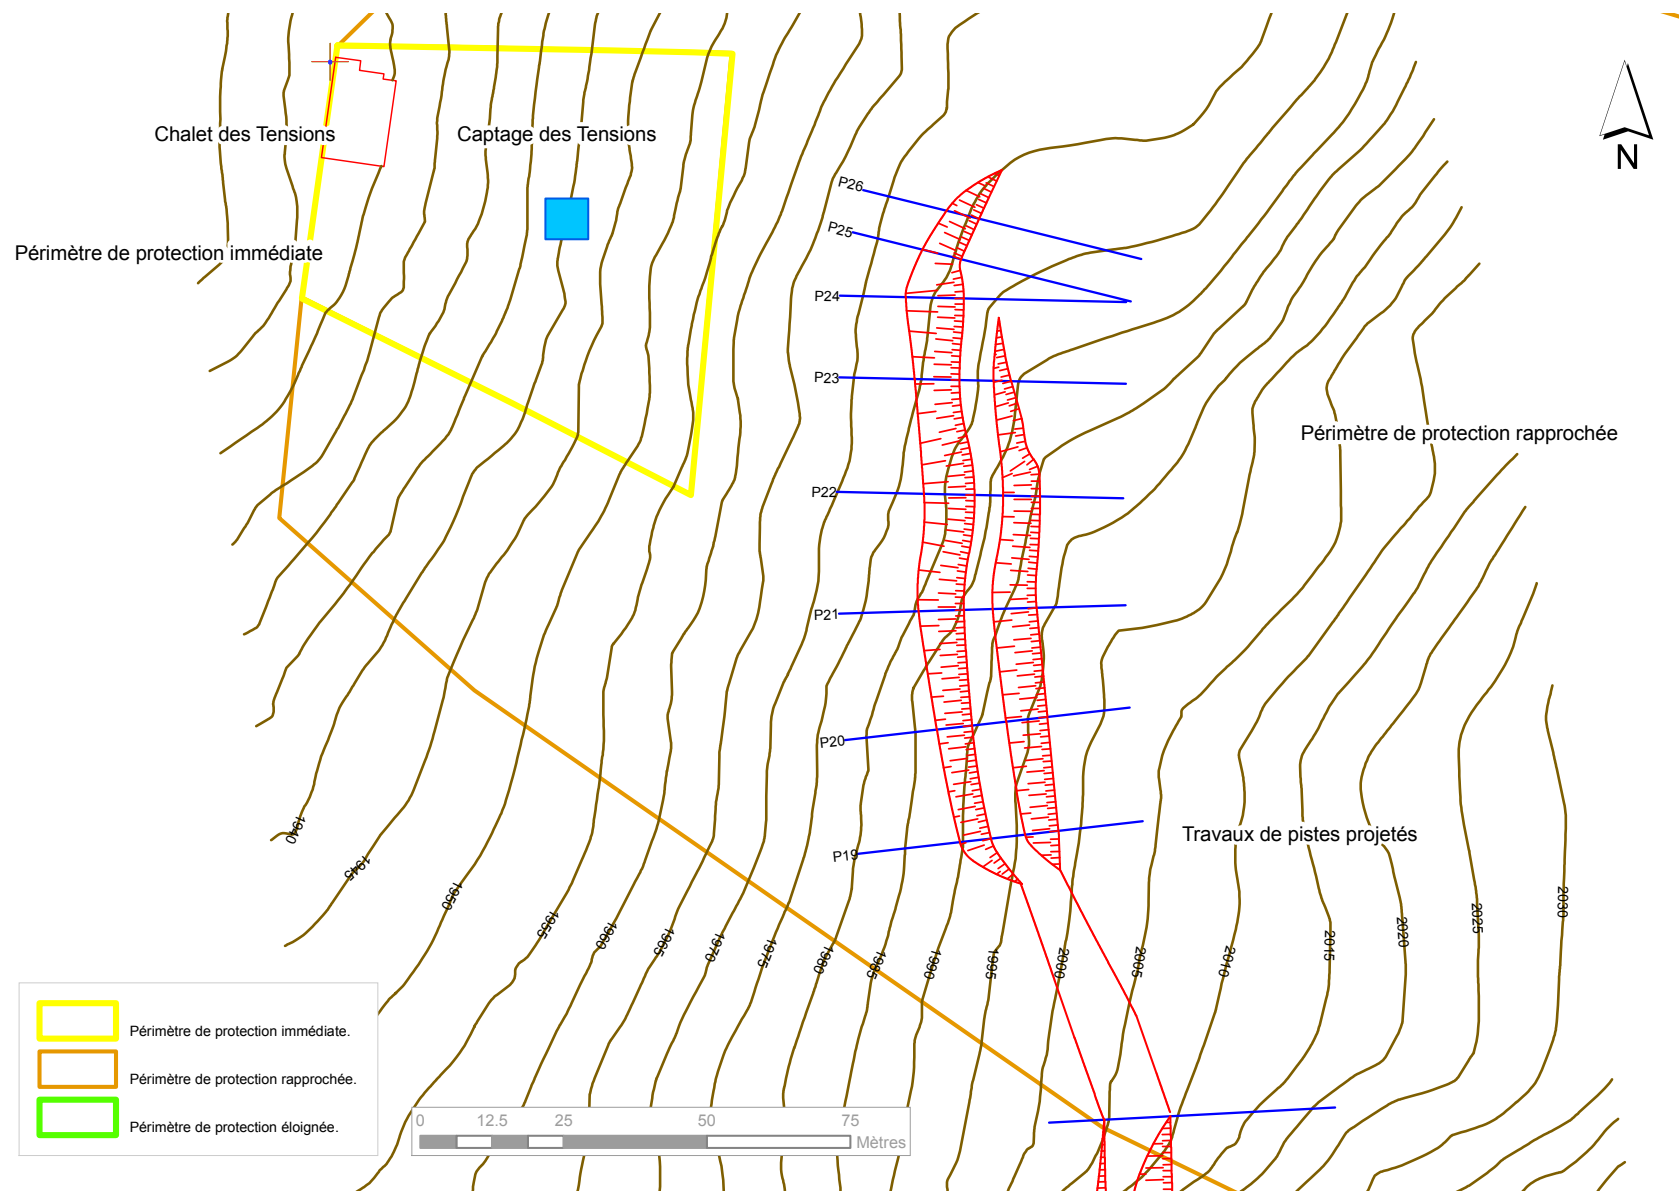 Chalet des Tensions
Captage des Tensions
N
P26
P25
Périmètre de protection immédiate
P24
P23
Périmètre de protection rapprochée
P22
P21
P20
Travaux de pistes projetés
P19
1940
1945
1950
1955
1960
1965
1970
1975
1980
1985
1990
1995
2000
2005
2010
2015
2020
2025
2030
Périmètre de protection immédiate.
Périmètre de protection rapprochée.
Périmètre de protection éloignée.
0 12.5 25 50 75
Mètres